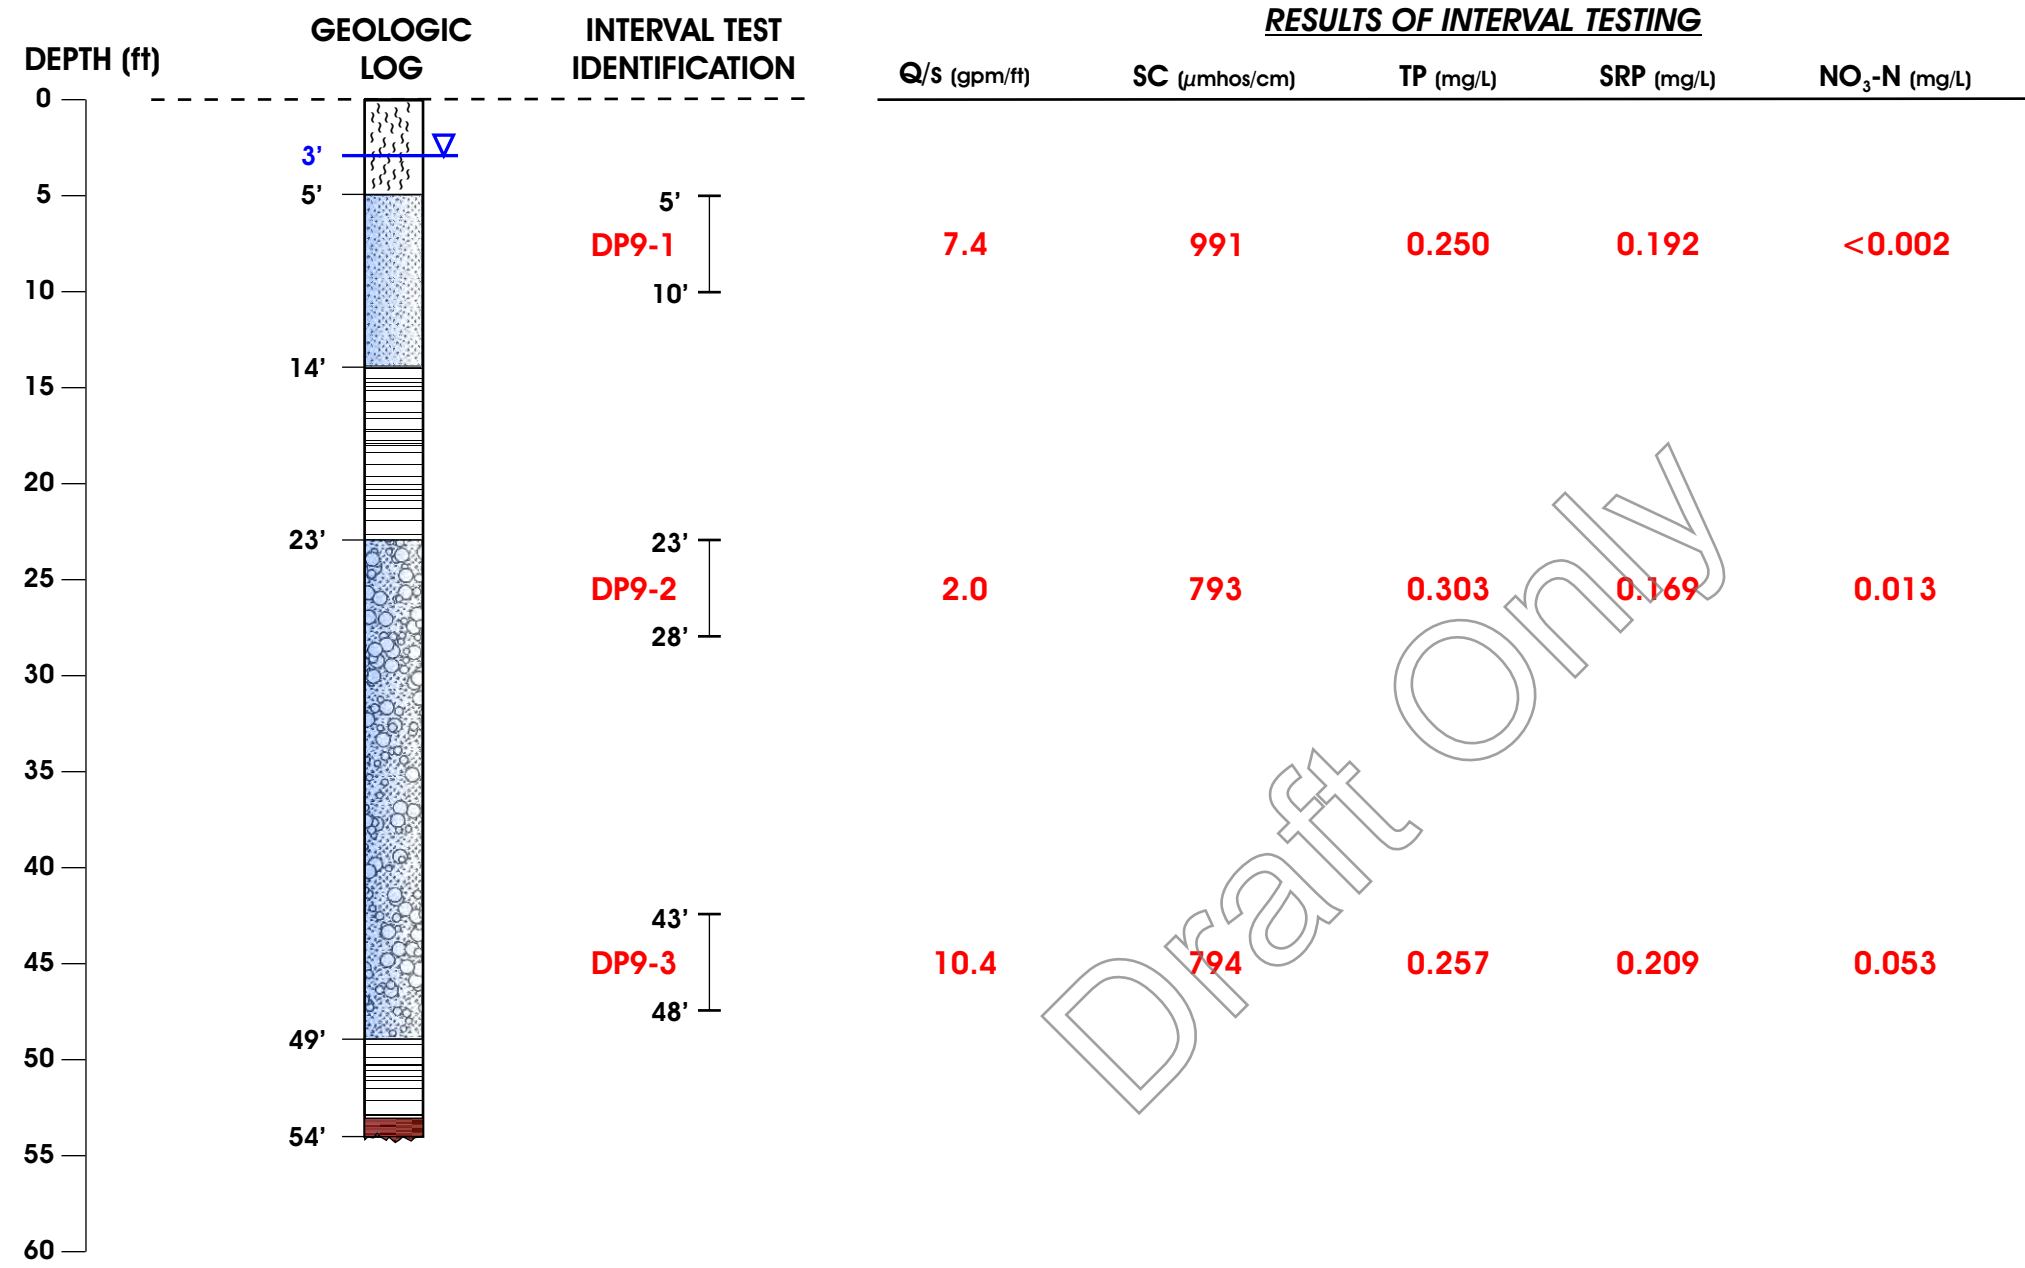 RESULTS OF INTERVAL TESTING
GEOLOGIC LOG
INTERVAL TEST IDENTIFICATION
DEPTH (ft)
Q/s (gpm/ft) SC (µmhos/cm) TP (mg/L) SRP (mg/L) NO₃-N (mg/L)
0
3’
5 5’ 5’
DP9-1 7.4 991 0.250 0.192 <0.002
10 10’
14’
15
20
23’ 23’
25
DP9-2 2.0 793 0.303 0.169 0.013
28’
30
35
40
43’
45
DP9-3 10.4 794 0.257 0.209 0.053
48’
49’
50
54’
55
60
Draft Only